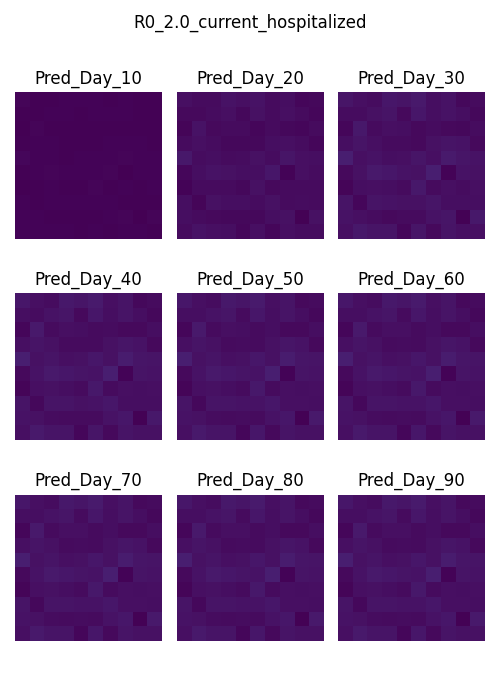 R0_2.0_current_hospitalized
Pred_Day_10 Pred_Day_20 Pred_Day_30
Pred_Day_40 Pred_Day_50 Pred_Day_60
Pred_Day_70 Pred_Day_80 Pred_Day_90